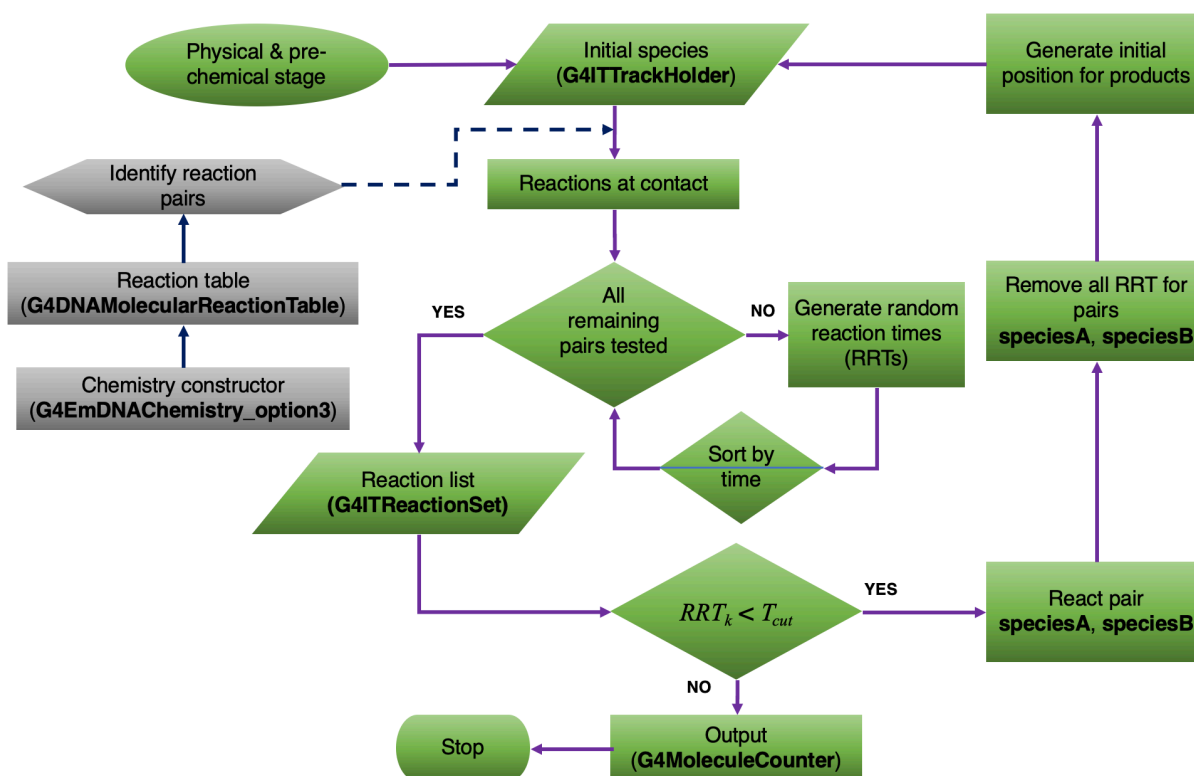 Physical & pre-
chemical stage
Initial species
(G4ITTrackHolder)
Generate initial
position for products
Identify reaction
pairs
Reactions at contact
Reaction table
(G4DNAMolecularReactionTable)
Chemistry constructor
(G4EmDNAChemistry_option3)
YES
All
remaining
pairs tested
NO
Generate random
reaction times
(RRTs)
Sort by
time
Remove all RRT for
pairs
speciesA, speciesB
Reaction list
(G4ITReactionSet)
RRTₖ < T꜀ᵤₜ
YES
React pair
speciesA, speciesB
NO
Output
(G4MoleculeCounter)
Stop